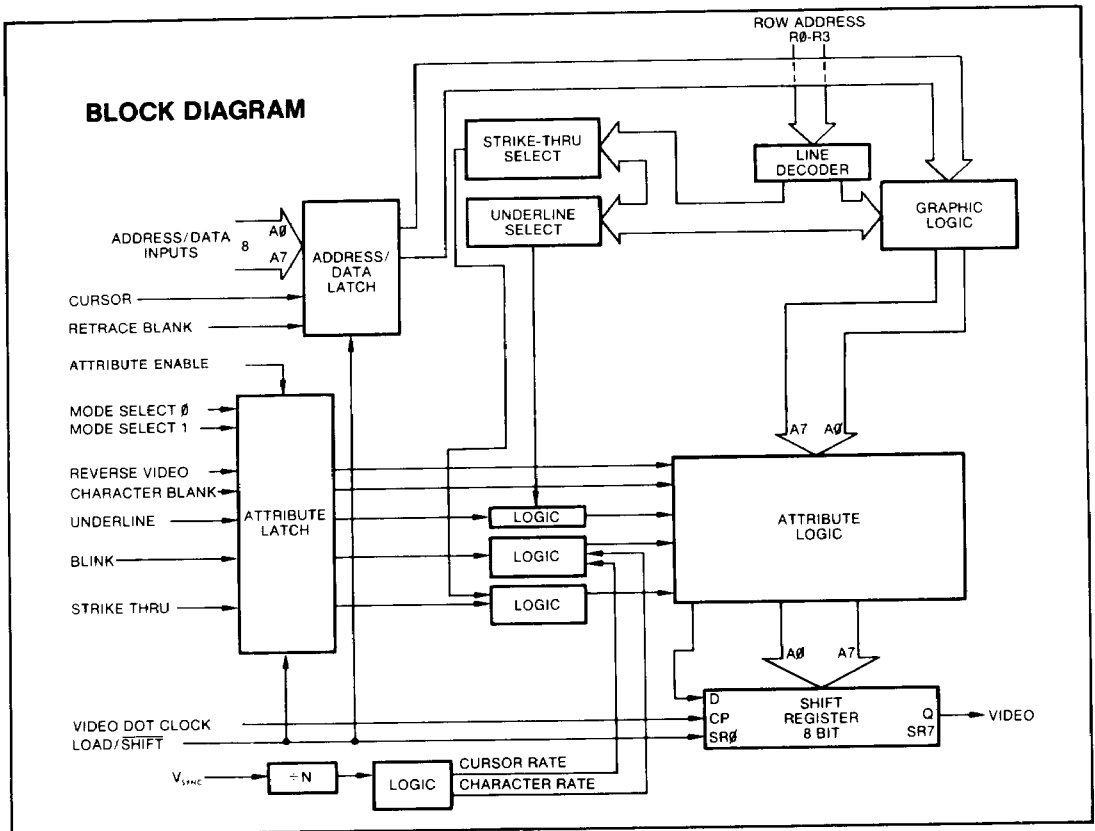 BLOCK DIAGRAM
ROW ADDRESS
RØ-R3
STRIKE-THRU
SELECT
LINE
DECODER
UNDERLINE
SELECT
GRAPHIC
LOGIC
ADDRESS/DATA
INPUTS
8
AØ
A7
ADDRESS/
DATA
LATCH
CURSOR
RETRACE BLANK
ATTRIBUTE ENABLE
MODE SELECT Ø
MODE SELECT 1
REVERSE VIDEO
CHARACTER BLANK
UNDERLINE
BLINK
STRIKE THRU
ATTRIBUTE
LATCH
LOGIC
LOGIC
LOGIC
A7 AØ
ATTRIBUTE
LOGIC
AØ A7
VIDEO DOT CLOCK
LOAD/SHIFT
D
CP
SRØ
SHIFT
REGISTER
8 BIT
Q
SR7
VIDEO
VSYNC
÷N
LOGIC
CURSOR RATE
CHARACTER RATE